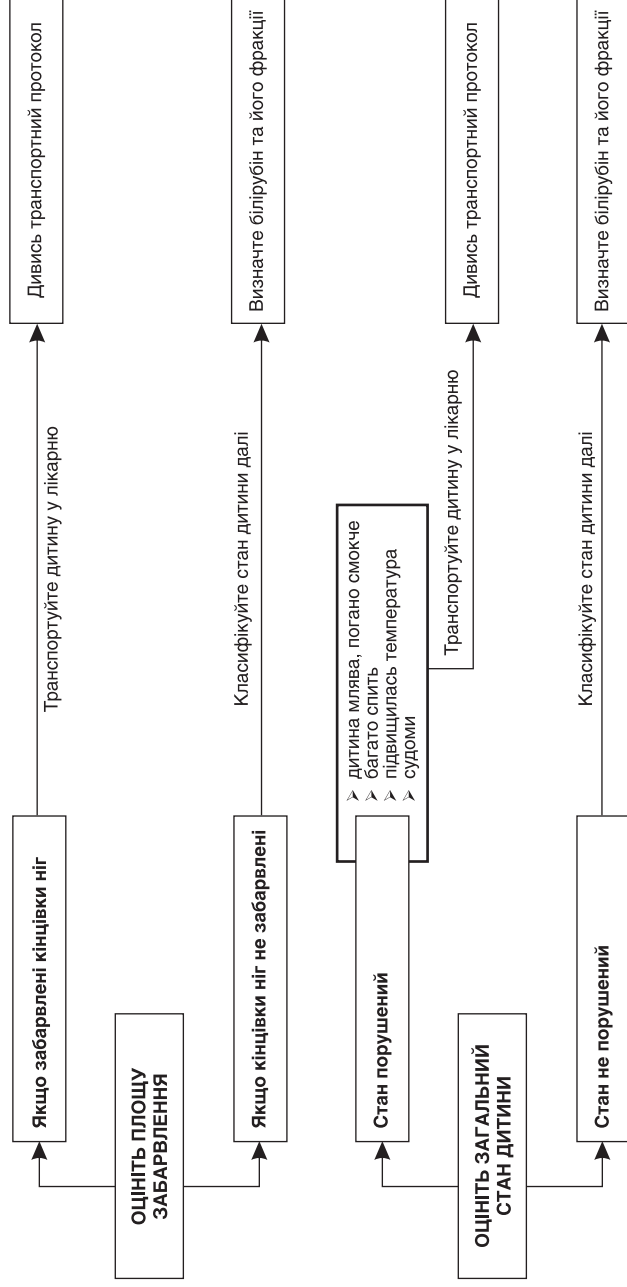 ОЦІНІТЬ ПЛОЩУ
ЗАБАРВЛЕННЯ
Якщо забарвлені кінцівки ніг
Транспортуйте дитину у лікарню
Дивись транспортний протокол
Якщо кінцівки ніг не забарвлені
Класифікуйте стан дитини далі
Визначте білірубін та його фракції
ОЦІНІТЬ ЗАГАЛЬНИЙ
СТАН ДИТИНИ
Стан порушений
➢ дитина млява, погано смокче
➢ багато спить
➢ підвищилась температура
➢ судоми
Транспортуйте дитину у лікарню
Дивись транспортний протокол
Стан не порушений
Класифікуйте стан дитини далі
Визначте білірубін та його фракції